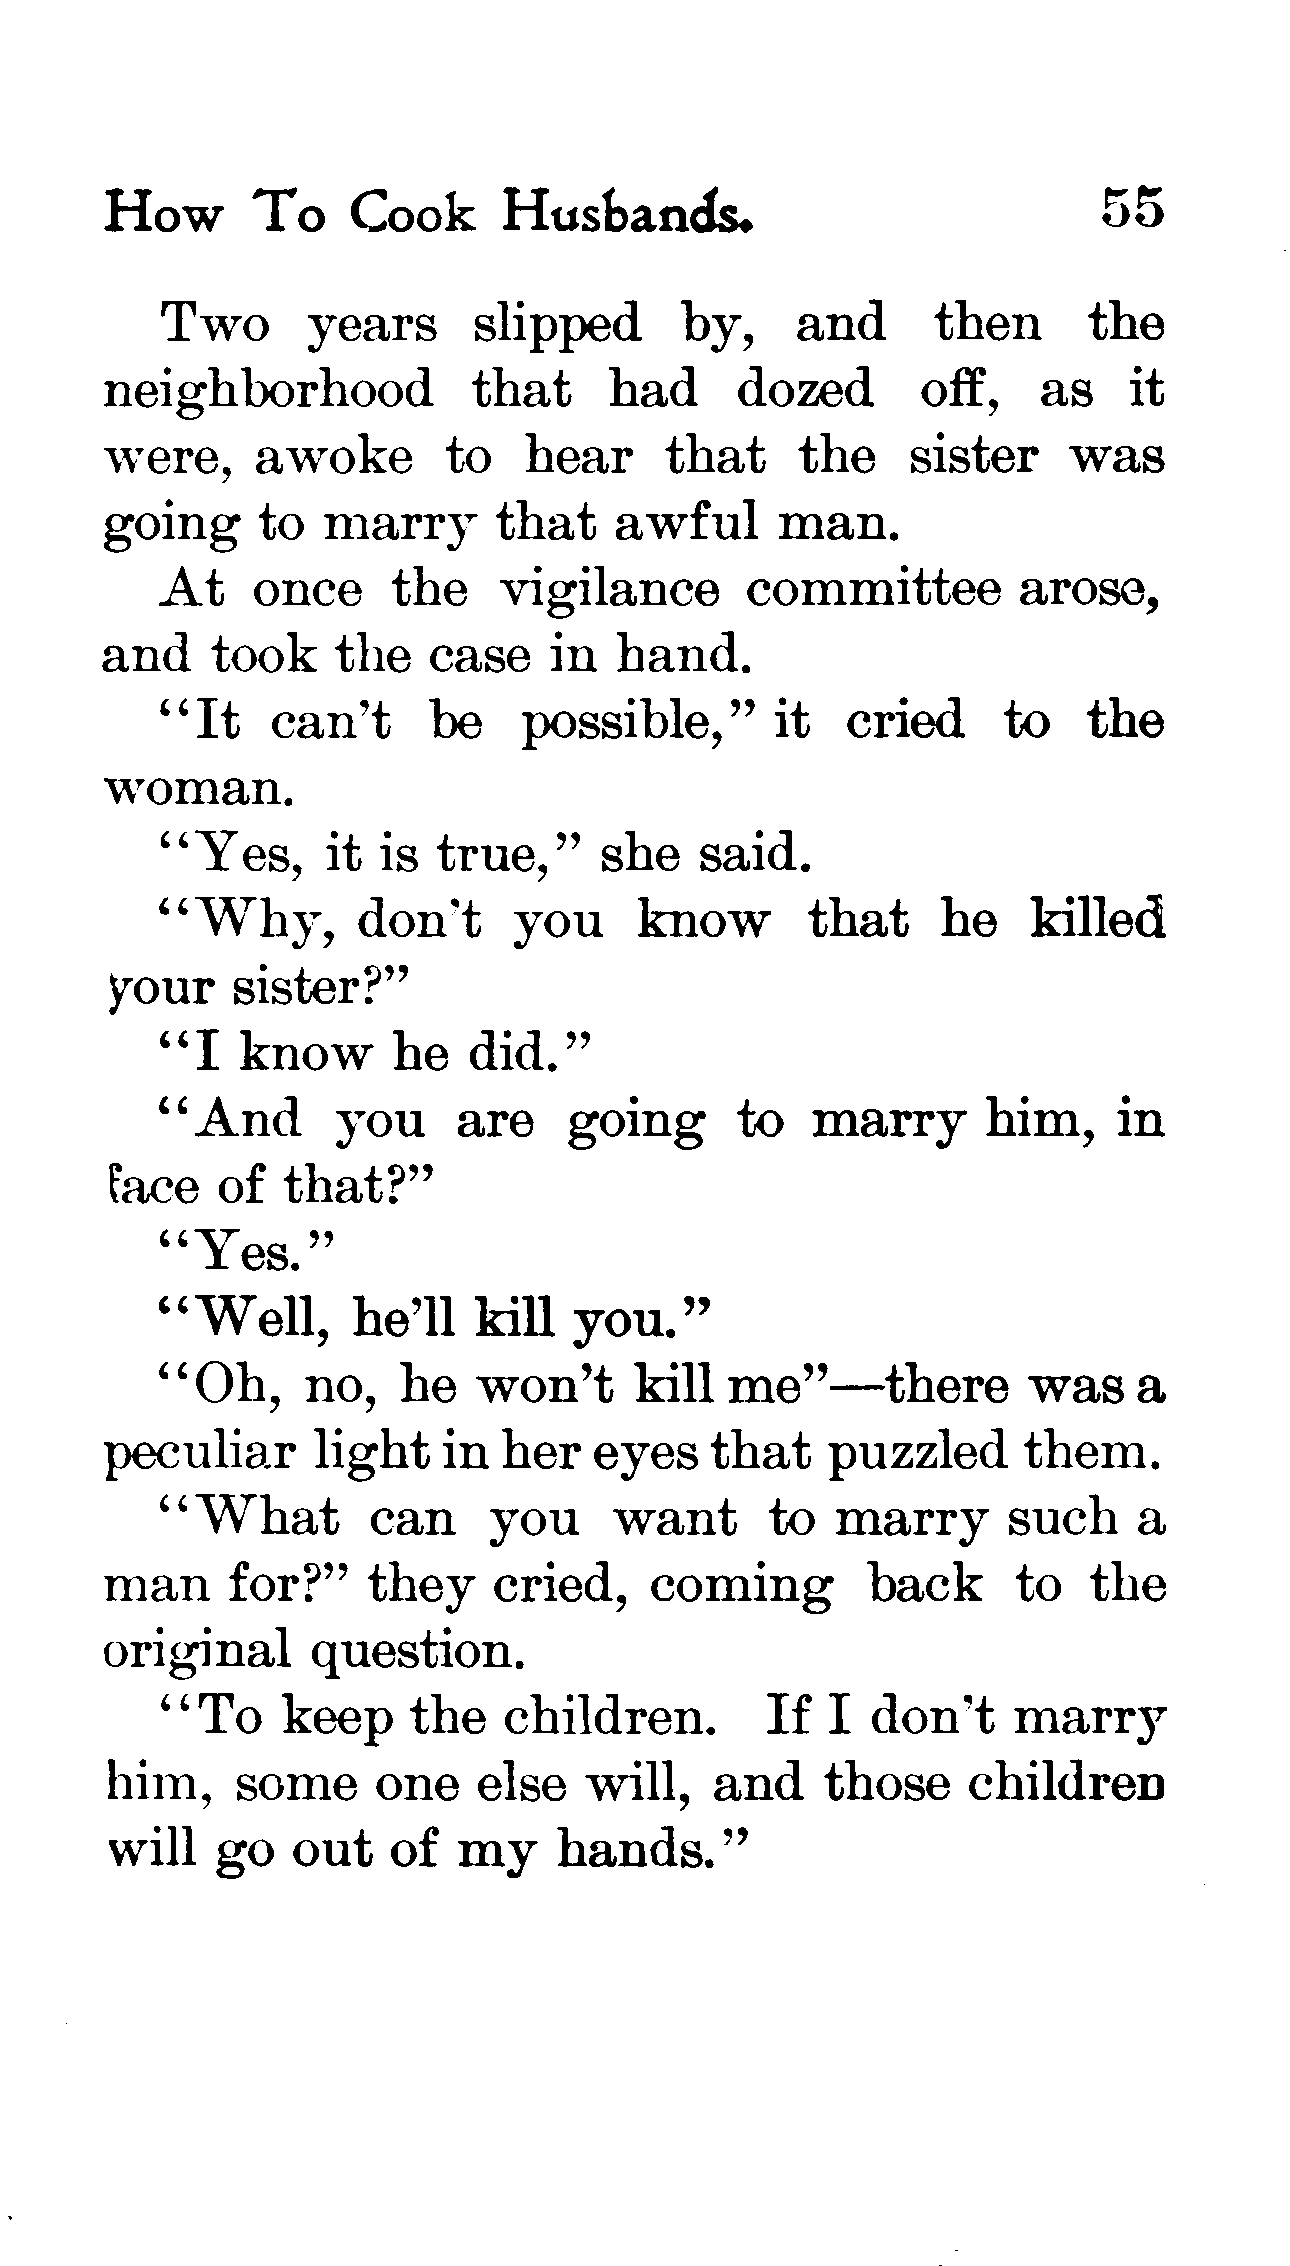 How To Cook Husbands. 55
Two years slipped by, and then the
neighborhood that had dozed off, as it
were, awoke to hear that the sister was
going to marry that awful man.
At once the vigilance committee arose,
and took the case in hand.
"It can't be possible," it cried to the
woman.
"Yes, it is true," she said.
"Why, don't you know that he killed
your sister?"
"I know he did."
"And you are going to marry him, in
face of that?"
"Yes."
"Well, he'll kill you."
"Oh, no, he won't kill me"—there was a
peculiar light in her eyes that puzzled them.
"What can you want to marry such a
man for?" they cried, coming back to the
original question.
"To keep the children. If I don't marry
him, some one else will, and those children
will go out of my hands."